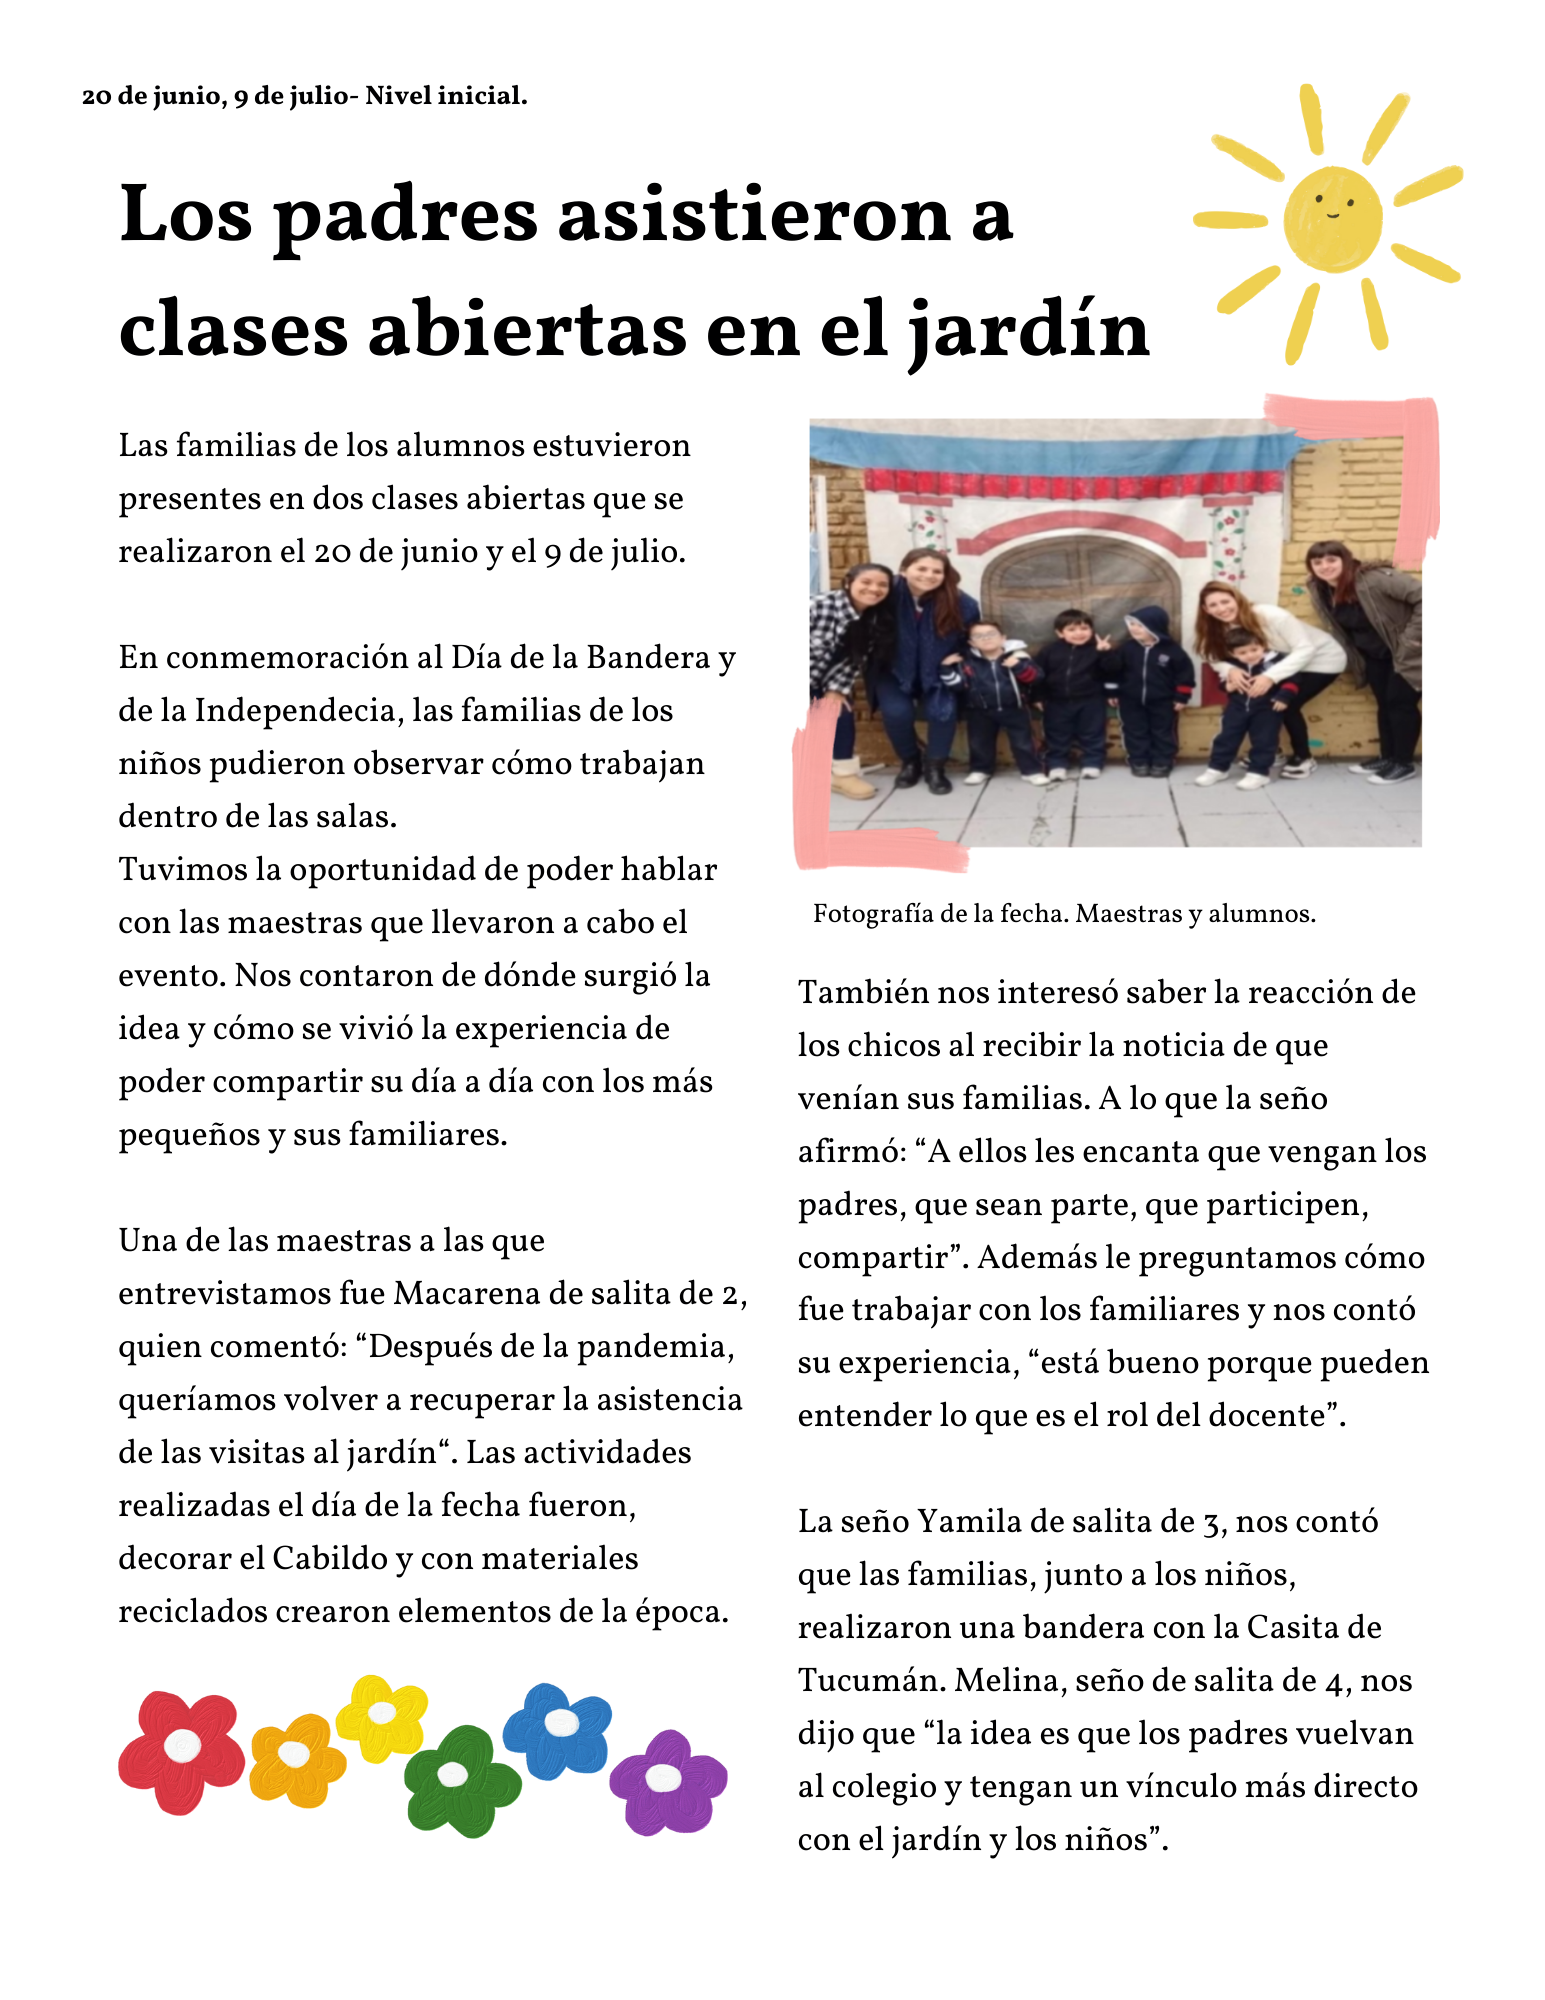 20 de junio, 9 de julio- Nivel inicial.
Los padres asistieron a
clases abiertas en el jardín
Las familias de los alumnos estuvieron
presentes en dos clases abiertas que se
realizaron el 20 de junio y el 9 de julio.
En conmemoración al Día de la Bandera y
de la Independecia, las familias de los
niños pudieron observar cómo trabajan
dentro de las salas.
Tuvimos la oportunidad de poder hablar
con las maestras que llevaron a cabo el
evento. Nos contaron de dónde surgió la
idea y cómo se vivió la experiencia de
poder compartir su día a día con los más
pequeños y sus familiares.
Una de las maestras a las que
entrevistamos fue Macarena de salita de 2,
quien comentó: “Después de la pandemia,
queríamos volver a recuperar la asistencia
de las visitas al jardín“. Las actividades
realizadas el día de la fecha fueron,
decorar el Cabildo y con materiales
reciclados crearon elementos de la época.
Fotografía de la fecha. Maestras y alumnos.
También nos interesó saber la reacción de
los chicos al recibir la noticia de que
venían sus familias. A lo que la seño
afirmó: “A ellos les encanta que vengan los
padres, que sean parte, que participen,
compartir”. Además le preguntamos cómo
fue trabajar con los familiares y nos contó
su experiencia, “está bueno porque pueden
entender lo que es el rol del docente”.
La seño Yamila de salita de 3, nos contó
que las familias, junto a los niños,
realizaron una bandera con la Casita de
Tucumán. Melina, seño de salita de 4, nos
dijo que “la idea es que los padres vuelvan
al colegio y tengan un vínculo más directo
con el jardín y los niños”.